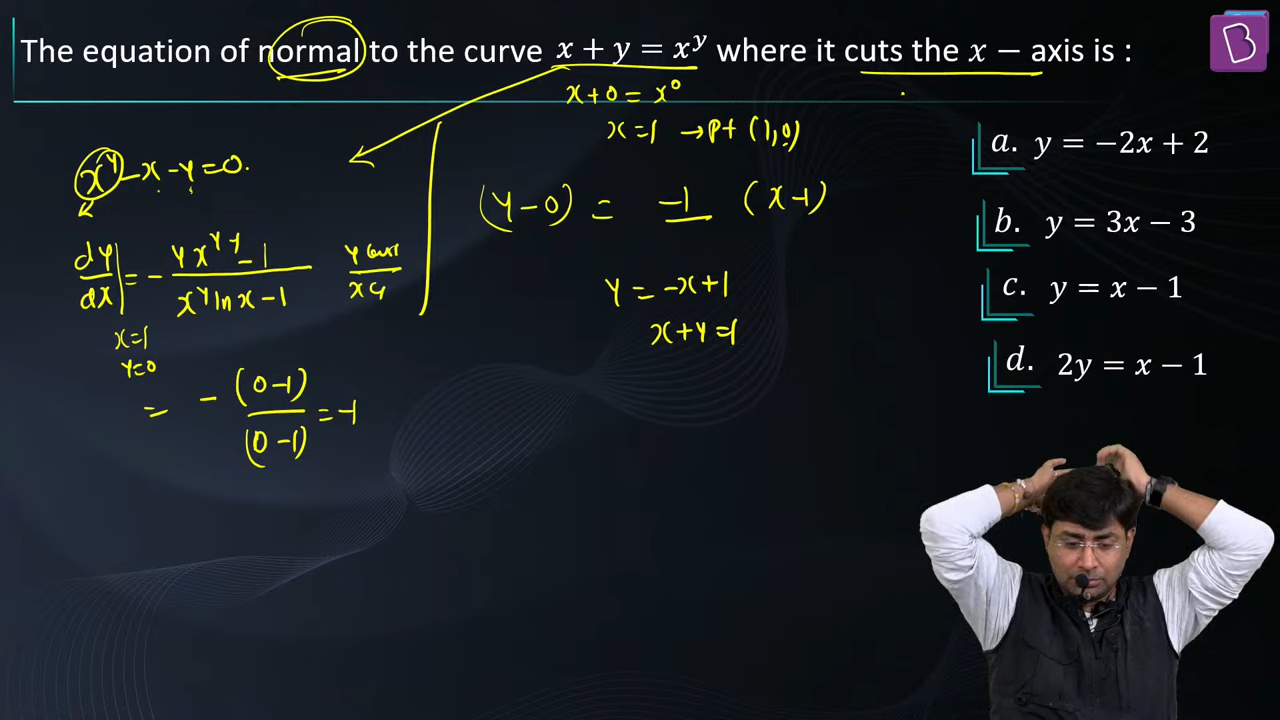 The equation of normal to the curve x + y = x^y where it cuts the x − axis is :
x+0 = x^0
x=1 → pt (1,0)
x^y - x - y = 0.
(y-0) = -1 (x-1)
dy/dx | = - (y x^{y-1} - 1)/(x^y ln x - 1)
x=1
y=0
y = -x+1
x+y=1
= - (0-1)/(0-1) = -1
a. y = −2x + 2
b. y = 3x − 3
c. y = x − 1
d. 2y = x − 1
B